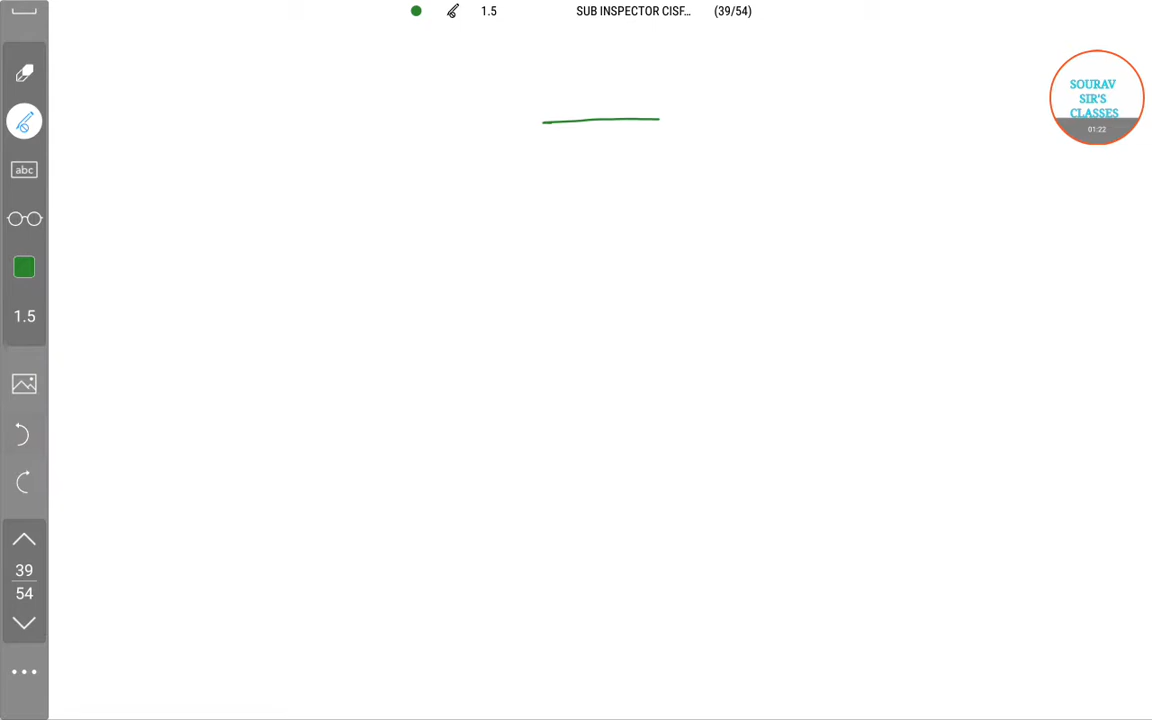 1.5 SUB INSPECTOR CISF... (39/54)
SOURAV
SIR'S
CLASSES
01:22
abc
1.5
39
54